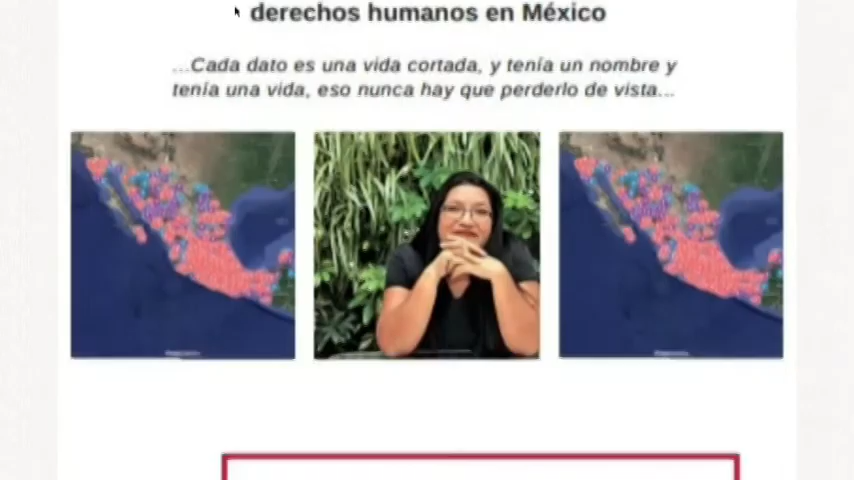 derechos humanos en México
...Cada dato es una vida cortada, y tenía un nombre y
tenía una vida, eso nunca hay que perderlo de vista...